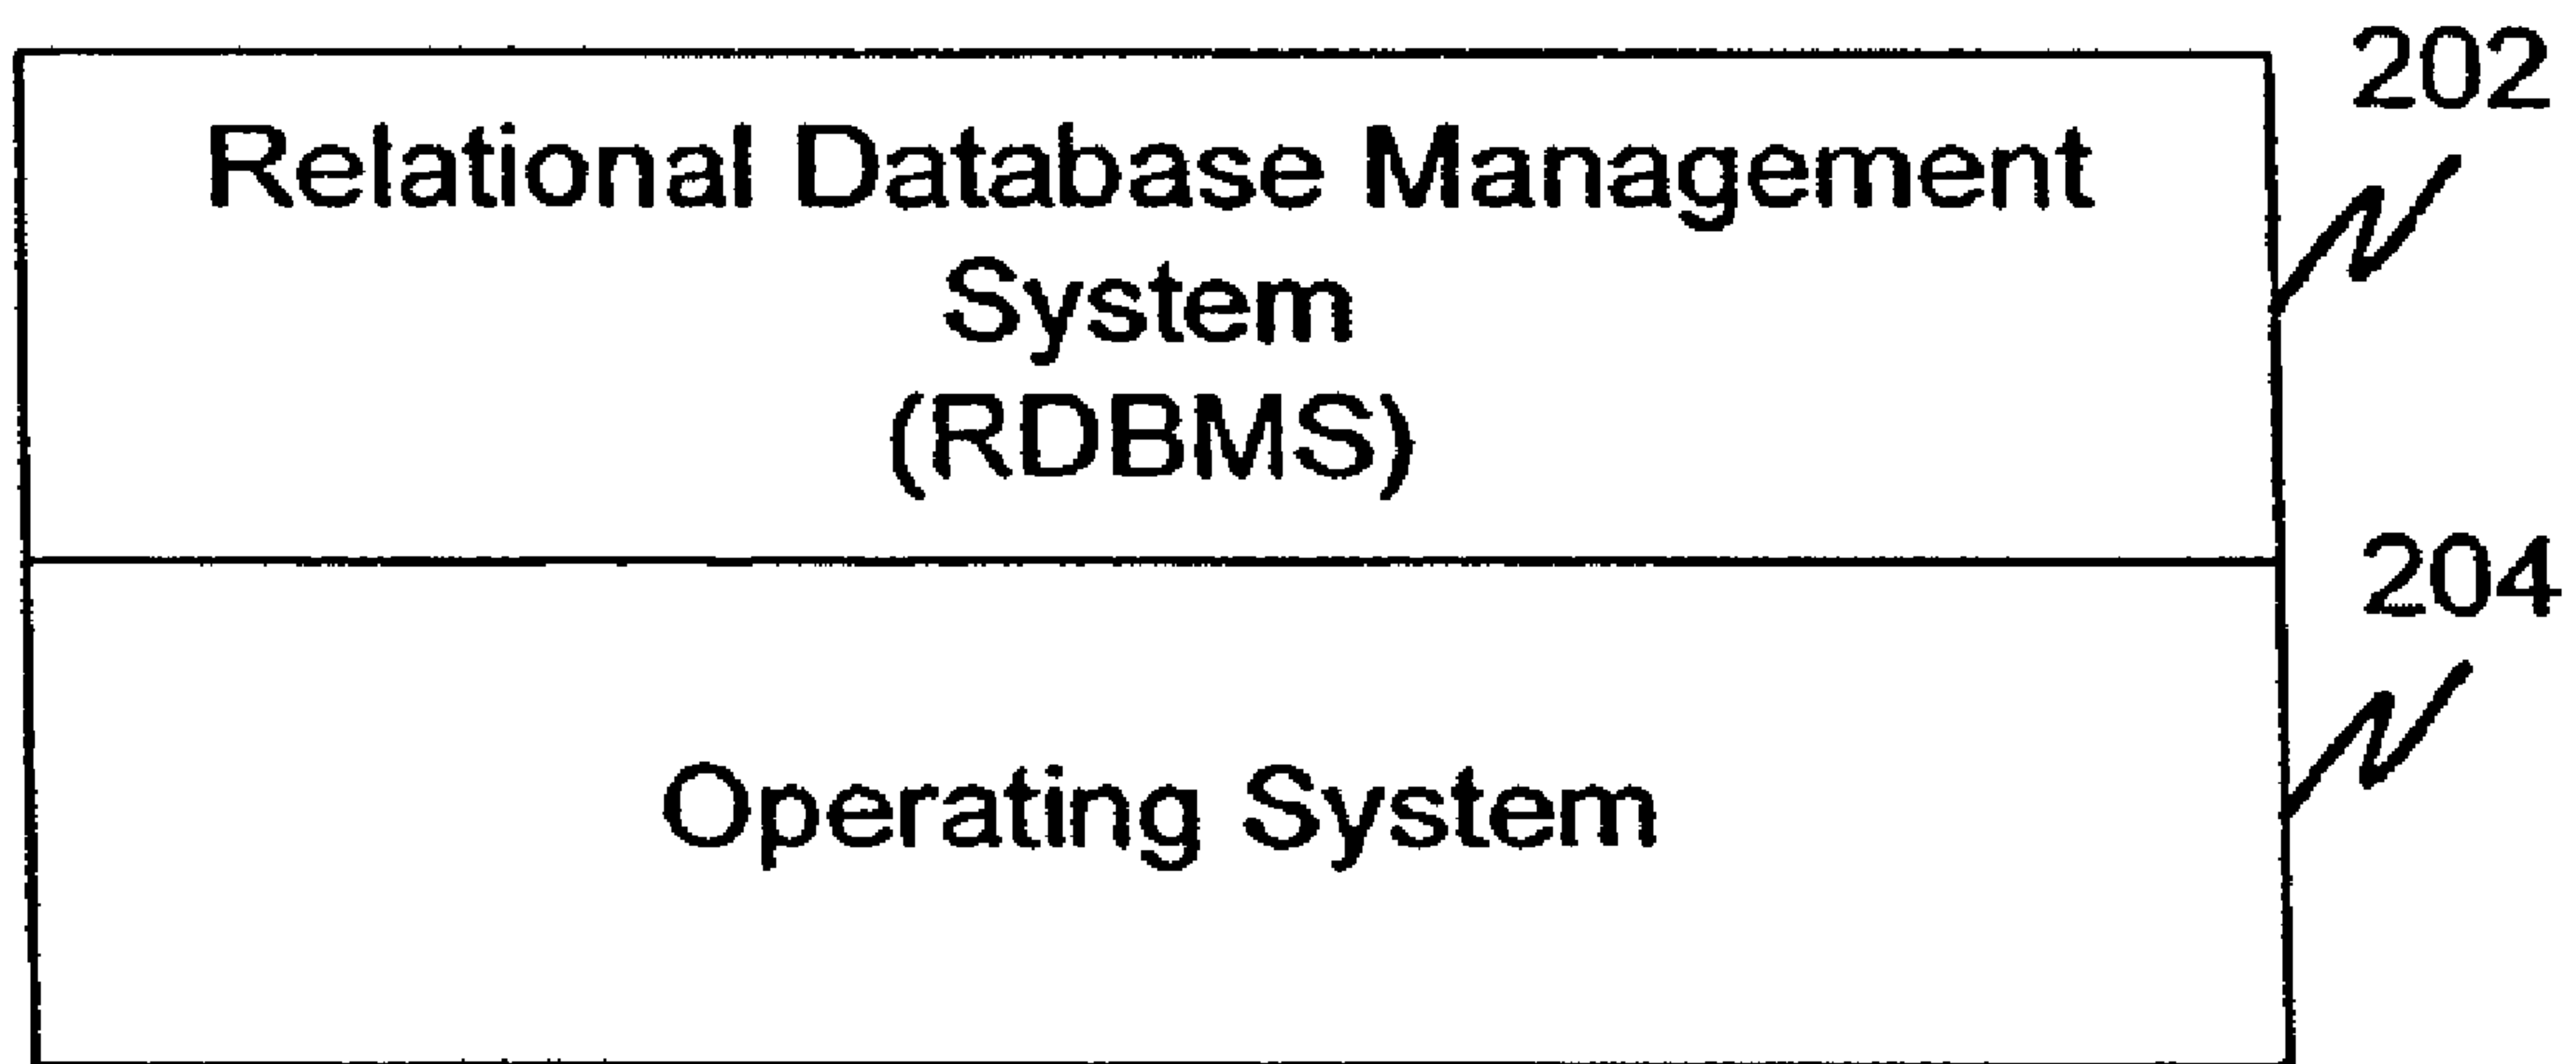 202
Relational Database Management
System
(RDBMS)
204
Operating System